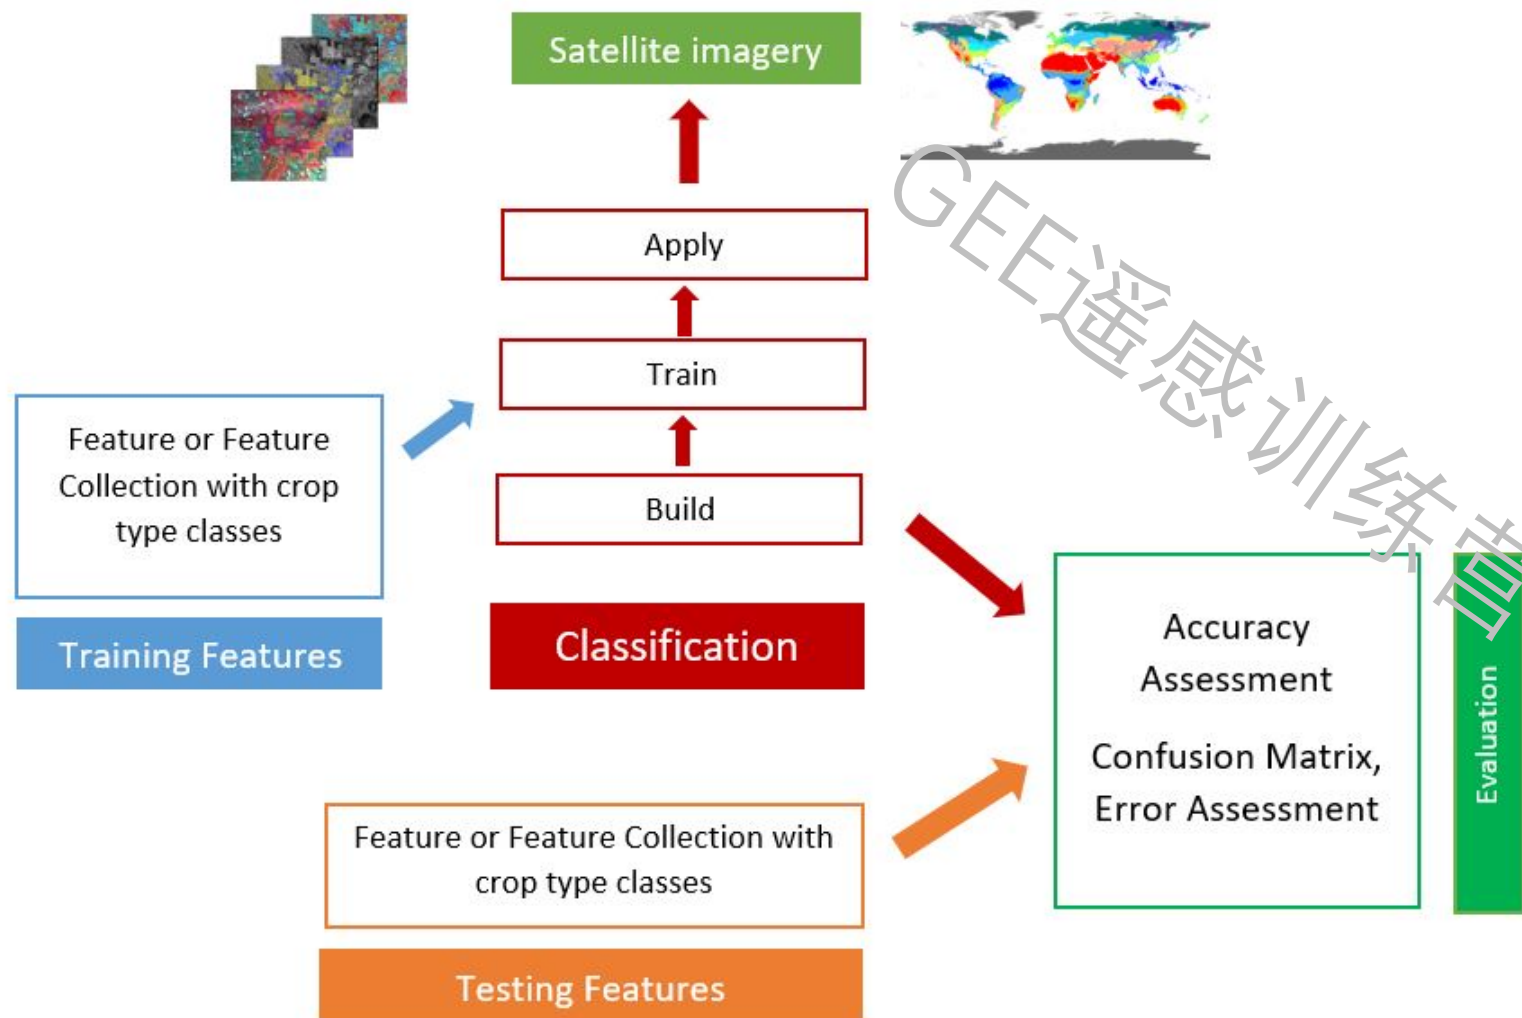 Satellite imagery
Apply
Train
Build
Classification
Feature or Feature
Collection with crop
type classes
Training Features
Accuracy
Assessment
Confusion Matrix,
Error Assessment
Evaluation
Feature or Feature Collection with
crop type classes
Testing Features
GEE遥感训练营